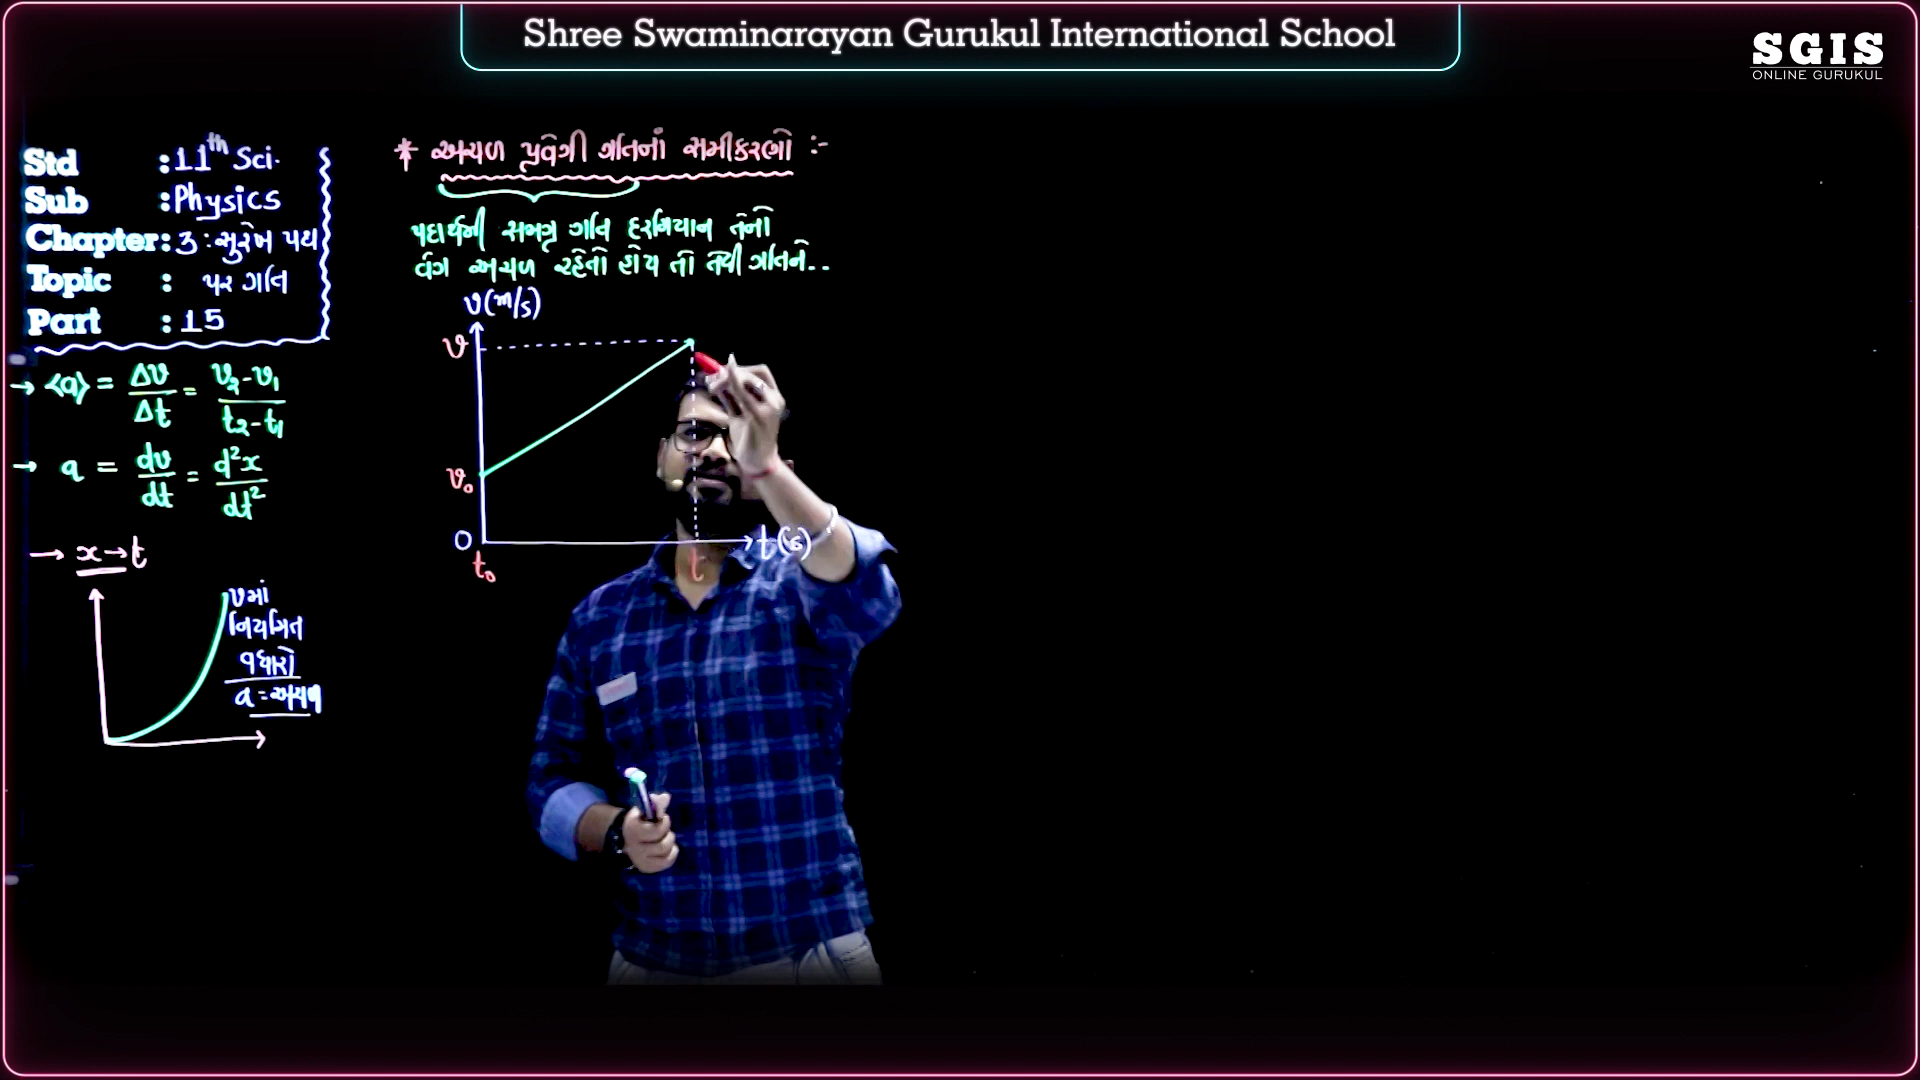 Shree Swaminarayan Gurukul International School
SGIS
ONLINE GURUKUL
Std : 11th Sci.
Sub : Physics
Chapter: 3 : સુરેખ પથ
Topic : પર ગતિ
Part : 15
→ <a> = Δv/Δt = v2-v1/t2-t1
→ a = dv/dt = d²x/dt²
→ x→t
v માં
નિયમિત
વધારો
a = અચળ
* અચળ પ્રવેગી ગતિનાં સમીકરણો :-
પદાર્થની સમગ્ર ગતિ દરમિયાન તેનો
વેગ અચળ રહેતો હોય તો તેવી ગતિને..
v(m/s)
v
v0
0
t0
t
t(s)